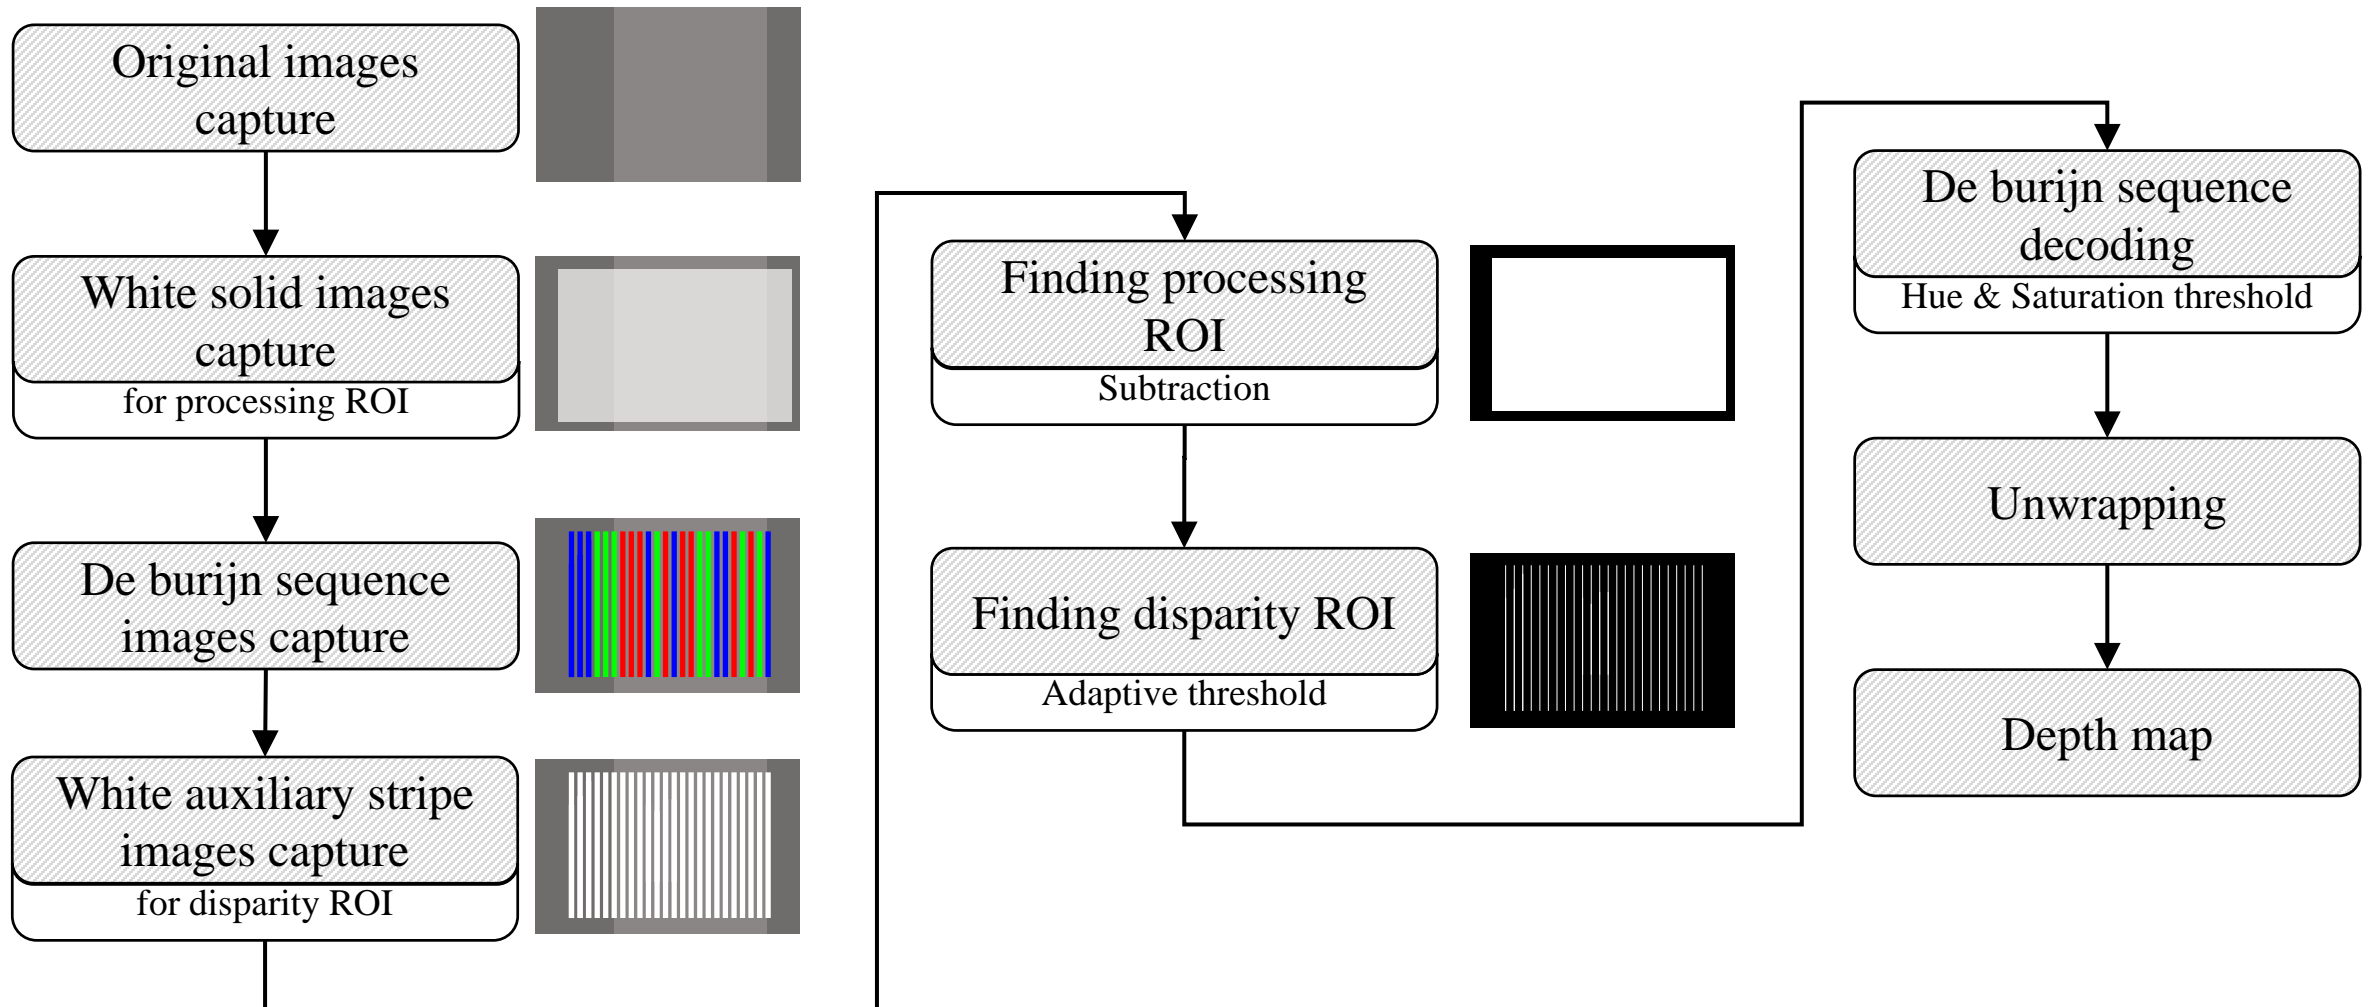 Original images
capture
White solid images
capture
for processing ROI
De burijn sequence
images capture
White auxiliary stripe
images capture
for disparity ROI
Finding processing
ROI
Subtraction
Finding disparity ROI
Adaptive threshold
De burijn sequence
decoding
Hue & Saturation threshold
Unwrapping
Depth map